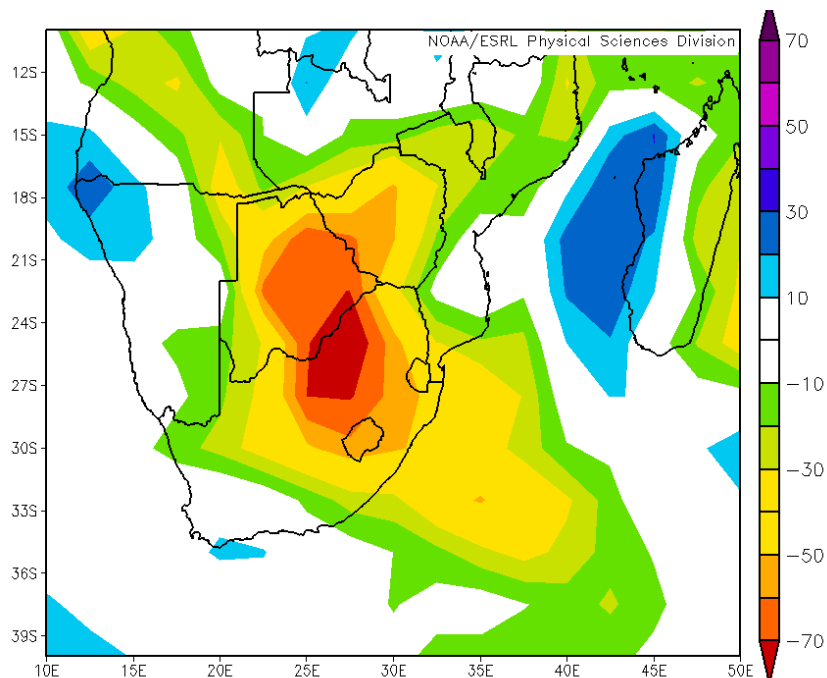 NOAA/ESRL Physical Sciences Division
70
50
30
10
−10
−30
−50
−70
12S
15S
18S
21S
24S
27S
30S
33S
36S
39S
10E 15E 20E 25E 30E 35E 40E 45E 50E